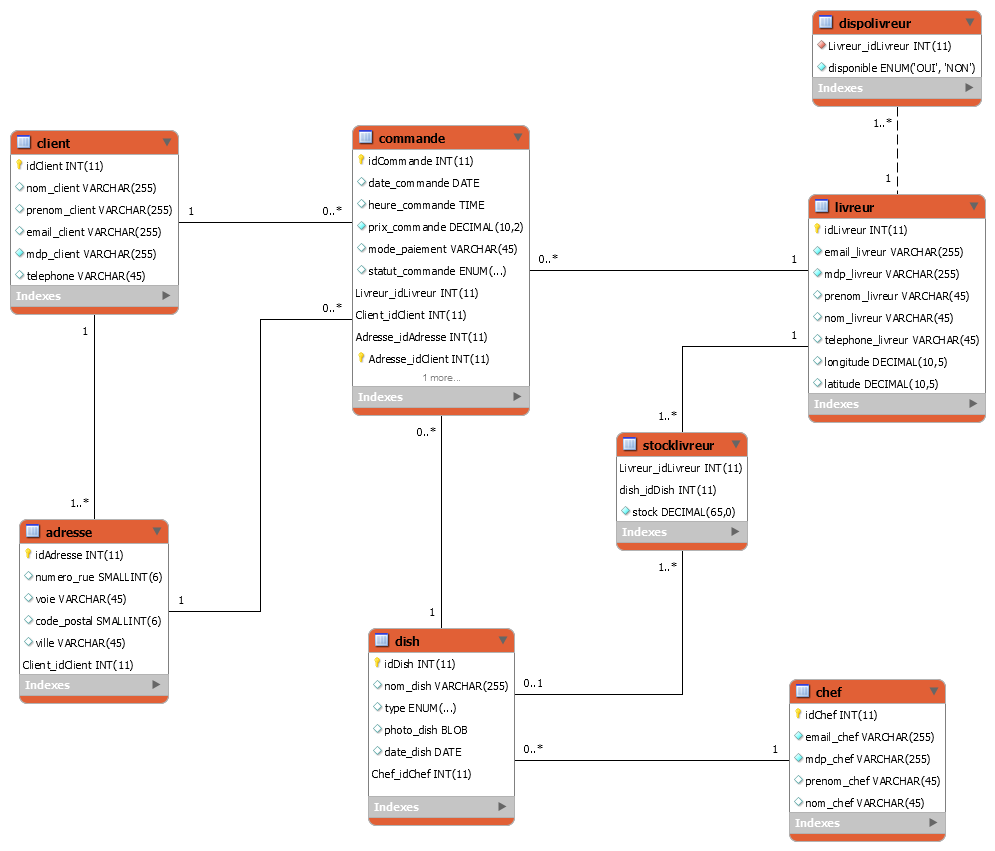 dispolivreur
Livreur_idLivreur INT(11)
disponible ENUM('OUI', 'NON')
Indexes
1..*
1
client
idClient INT(11)
nom_client VARCHAR(255)
prenom_client VARCHAR(255)
email_client VARCHAR(255)
mdp_client VARCHAR(255)
telephone VARCHAR(45)
Indexes
1
0..*
commande
idCommande INT(11)
date_commande DATE
heure_commande TIME
prix_commande DECIMAL(10,2)
mode_paiement VARCHAR(45)
statut_commande ENUM(...)
Livreur_idLivreur INT(11)
Client_idClient INT(11)
Adresse_idAdresse INT(11)
Adresse_idClient INT(11)
1 more...
Indexes
0..*
1
livreur
idLivreur INT(11)
email_livreur VARCHAR(255)
mdp_livreur VARCHAR(255)
prenom_livreur VARCHAR(45)
nom_livreur VARCHAR(45)
telephone_livreur VARCHAR(45)
longitude DECIMAL(10,5)
latitude DECIMAL(10,5)
Indexes
0..*
1
1
1..*
stocklivreur
Livreur_idLivreur INT(11)
dish_idDish INT(11)
stock DECIMAL(65,0)
Indexes
1..*
0..*
1
1..*
adresse
idAdresse INT(11)
numero_rue SMALLINT(6)
voie VARCHAR(45)
code_postal SMALLINT(6)
ville VARCHAR(45)
Client_idClient INT(11)
Indexes
1
dish
idDish INT(11)
nom_dish VARCHAR(255)
type ENUM(...)
photo_dish BLOB
date_dish DATE
Chef_idChef INT(11)
Indexes
0..1
0..*
1
chef
idChef INT(11)
email_chef VARCHAR(255)
mdp_chef VARCHAR(255)
prenom_chef VARCHAR(45)
nom_chef VARCHAR(45)
Indexes